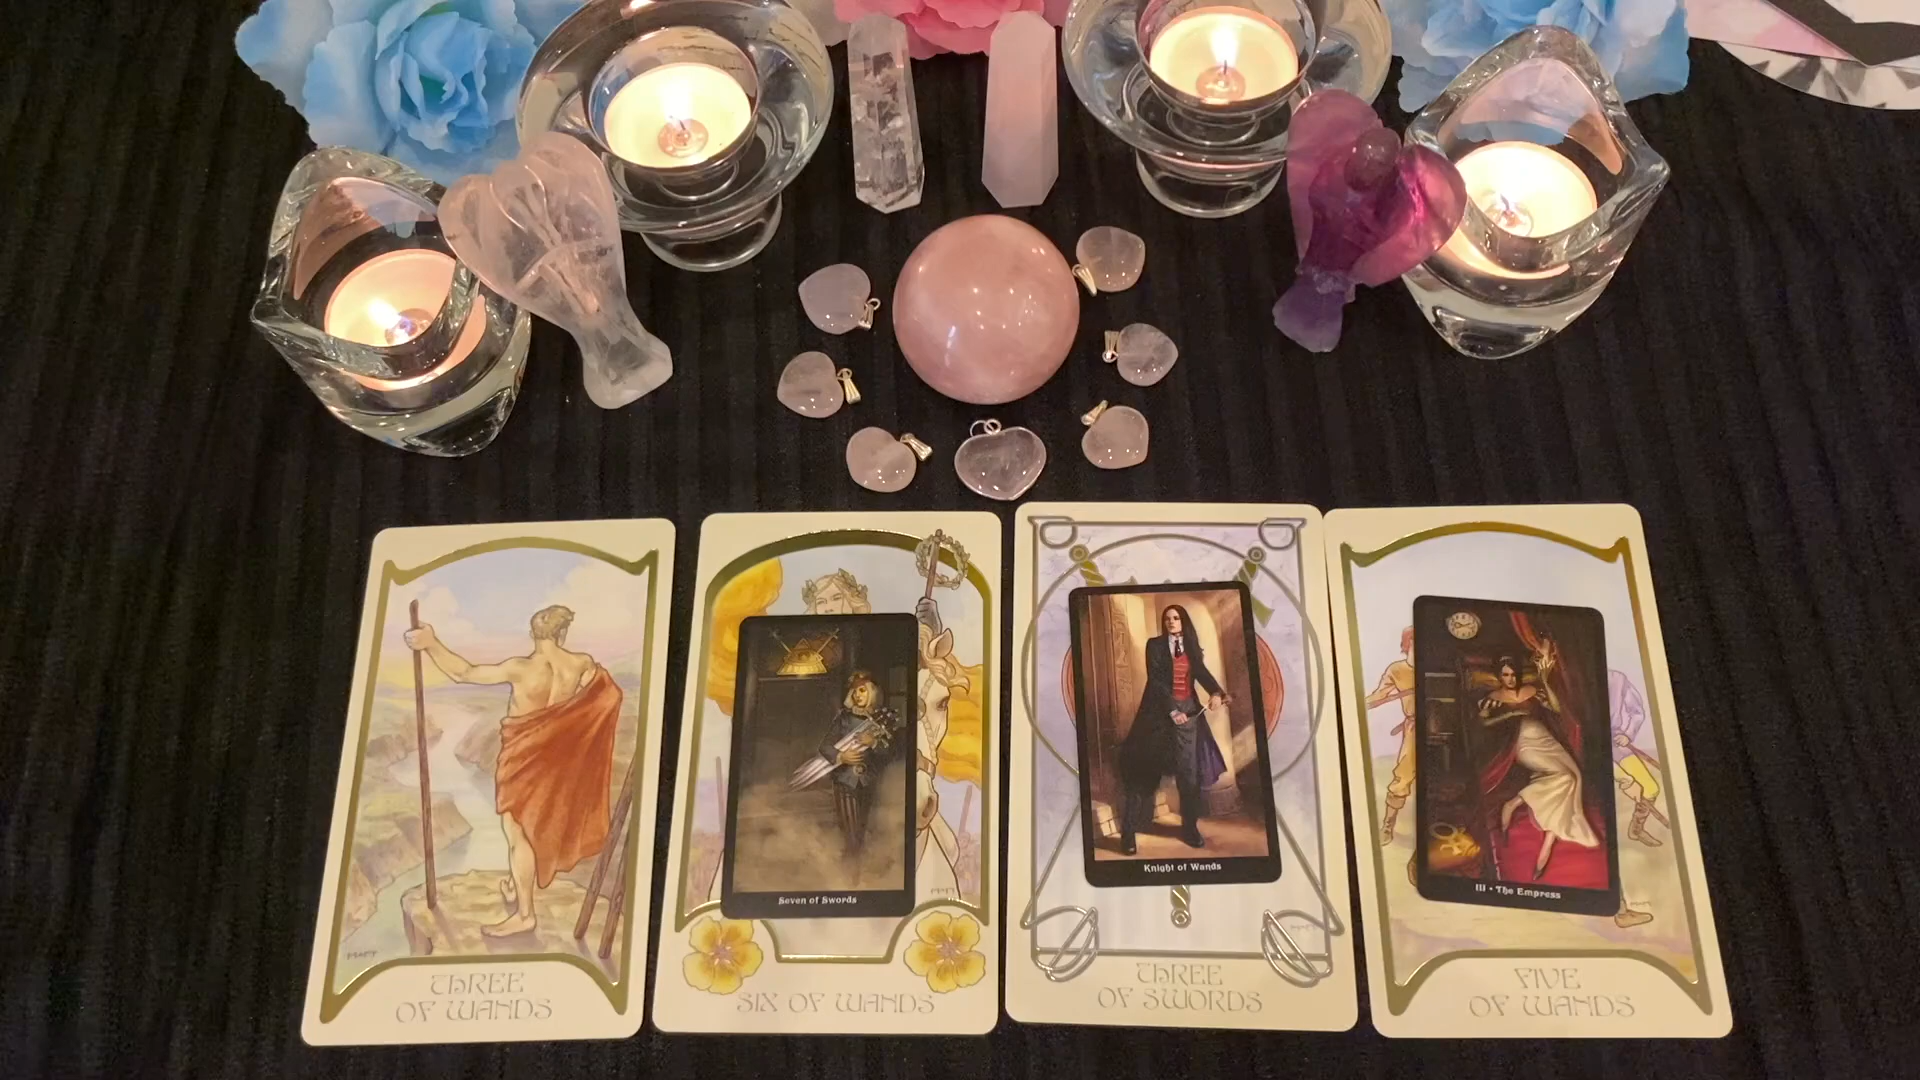 THREE
OF WANDS
SIX OF WANDS
Seven of Swords
THREE
OF SWORDS
Knight of Wands
FIVE
OF WANDS
III • The Empress